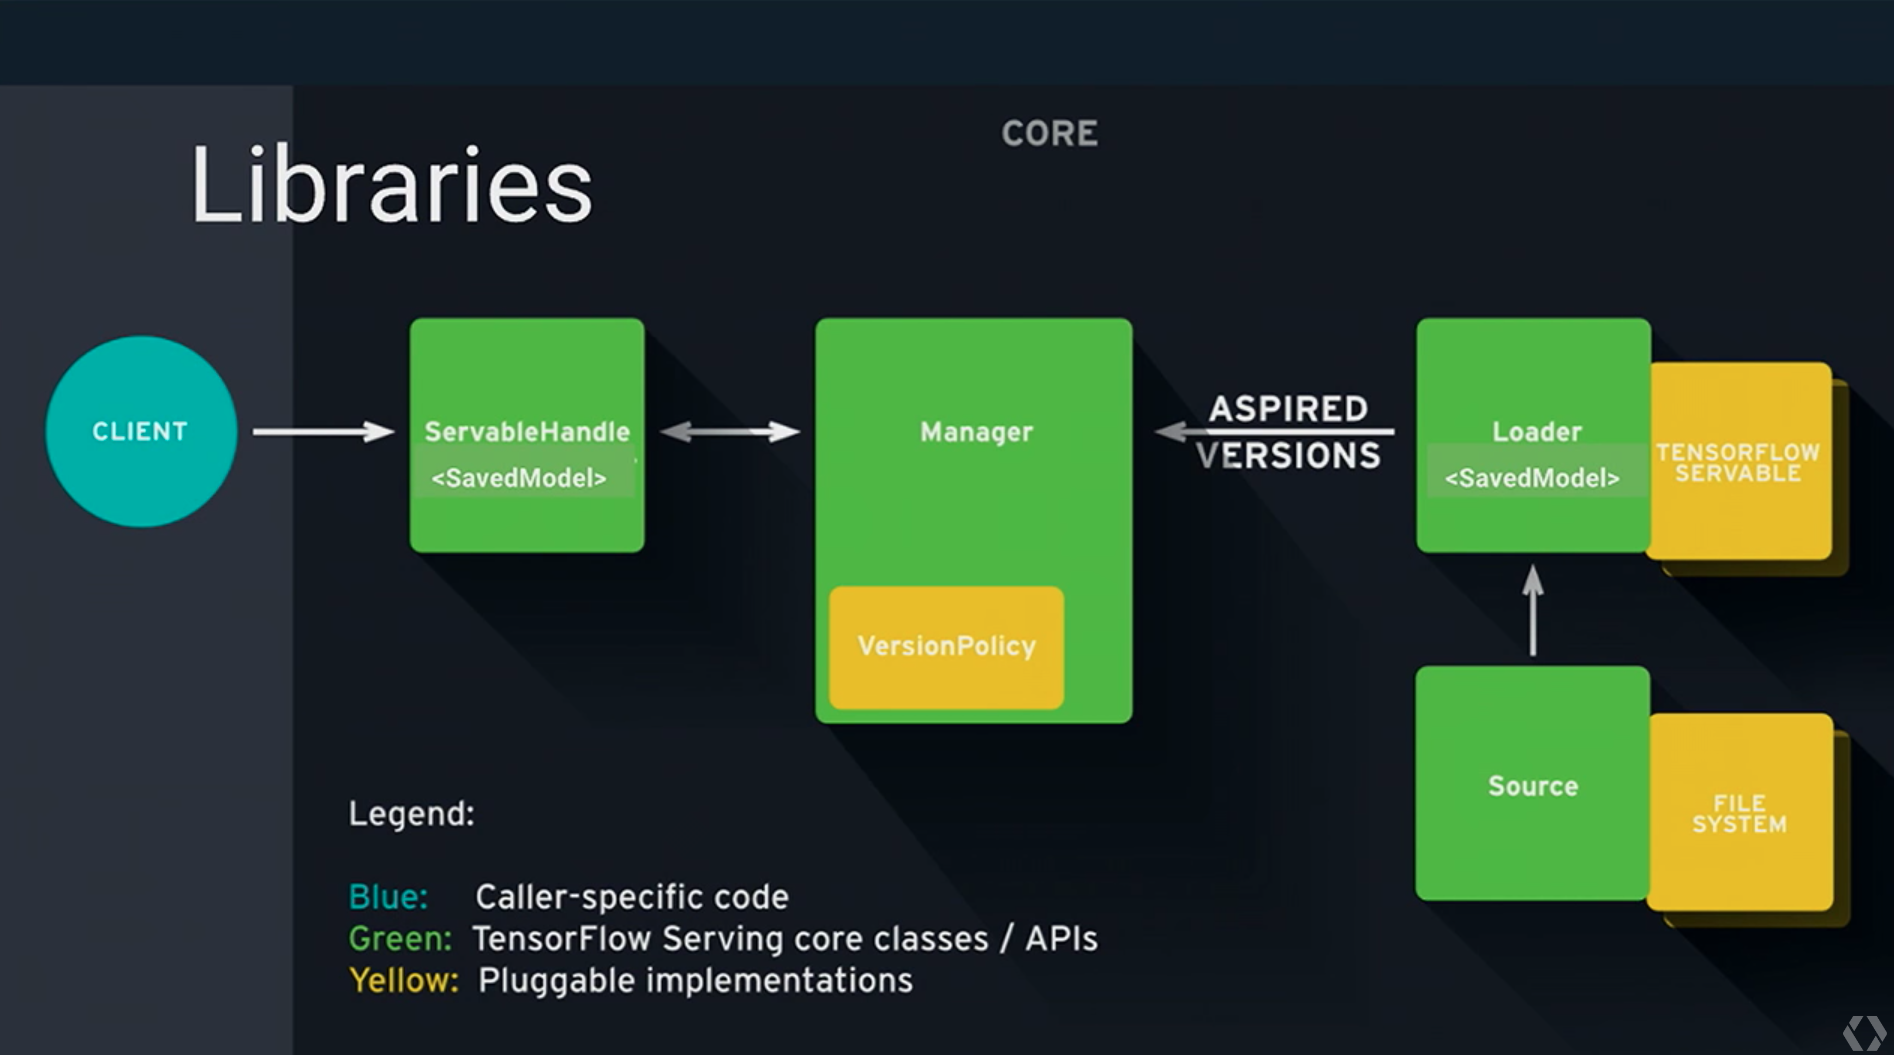 CORE
Libraries
CLIENT
ServableHandle
<SavedModel>
Manager
VersionPolicy
ASPIRED
VERSIONS
Loader
<SavedModel>
TENSORFLOW
SERVABLE
Source
FILE
SYSTEM
Legend:
Blue: Caller-specific code
Green: TensorFlow Serving core classes / APIs
Yellow: Pluggable implementations